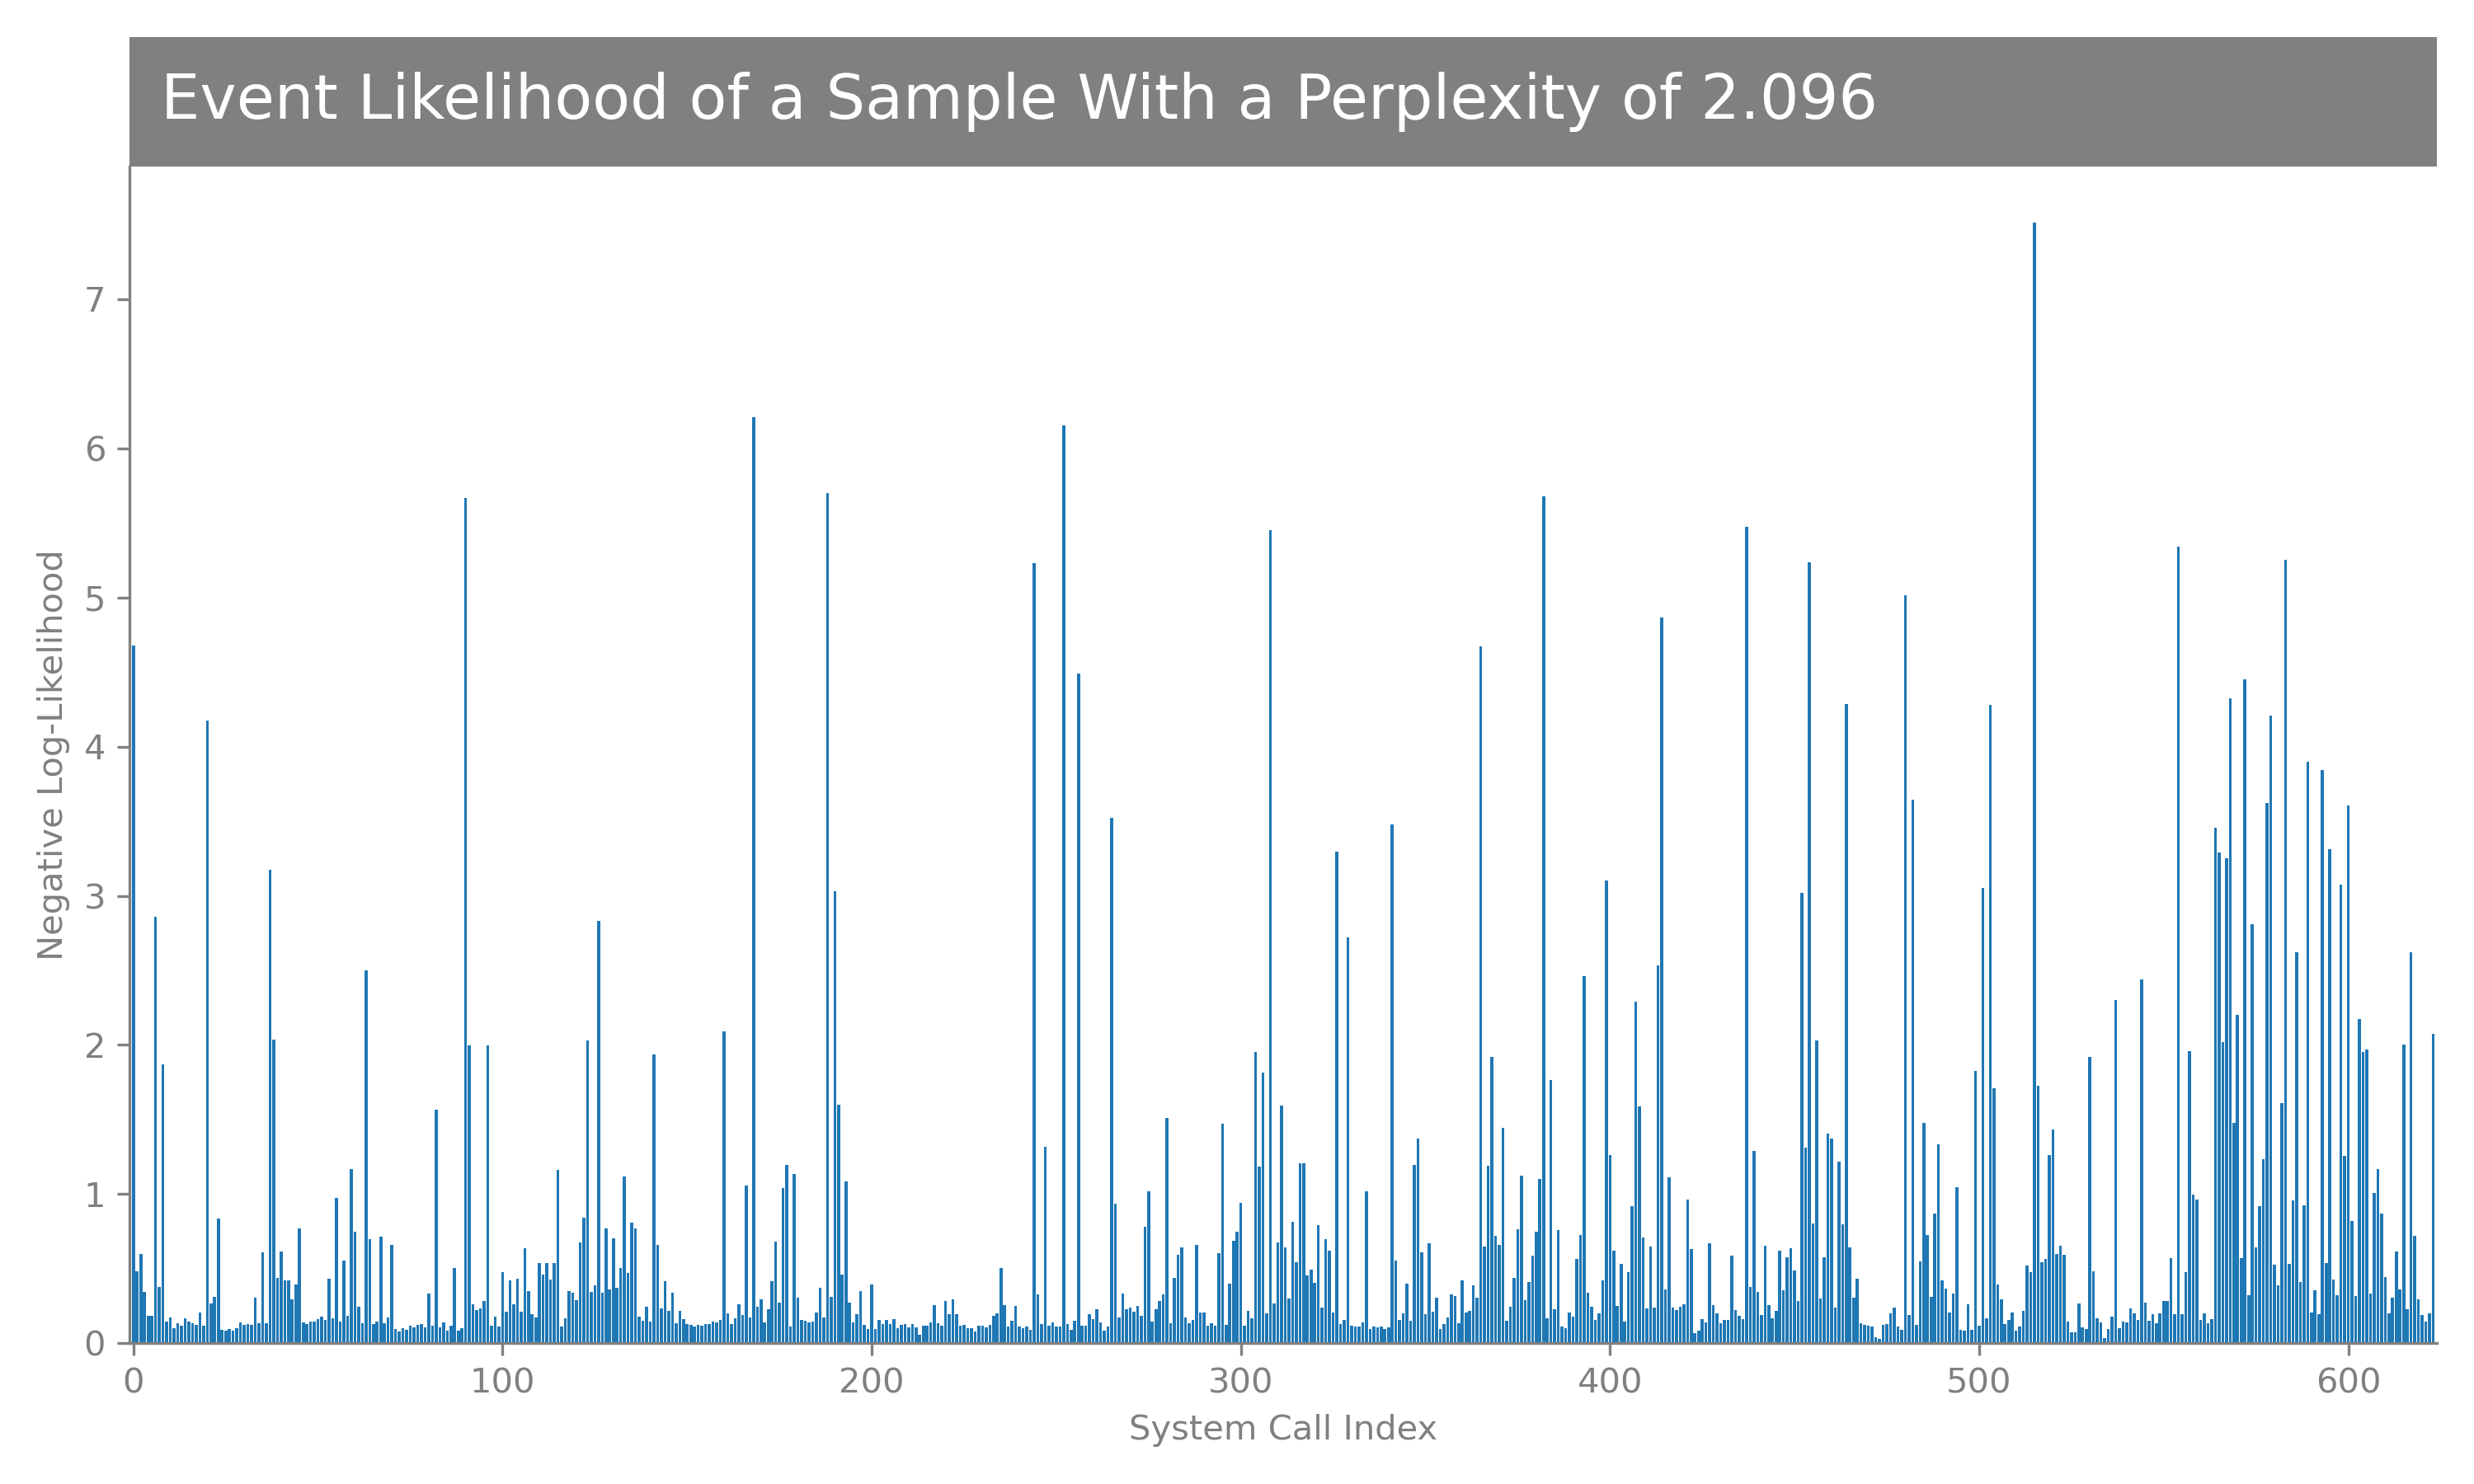 Event Likelihood of a Sample With a Perplexity of 2.096
Negative Log-Likelihood
7
6
5
4
3
2
1
0
0 100 200 300 400 500 600
System Call Index